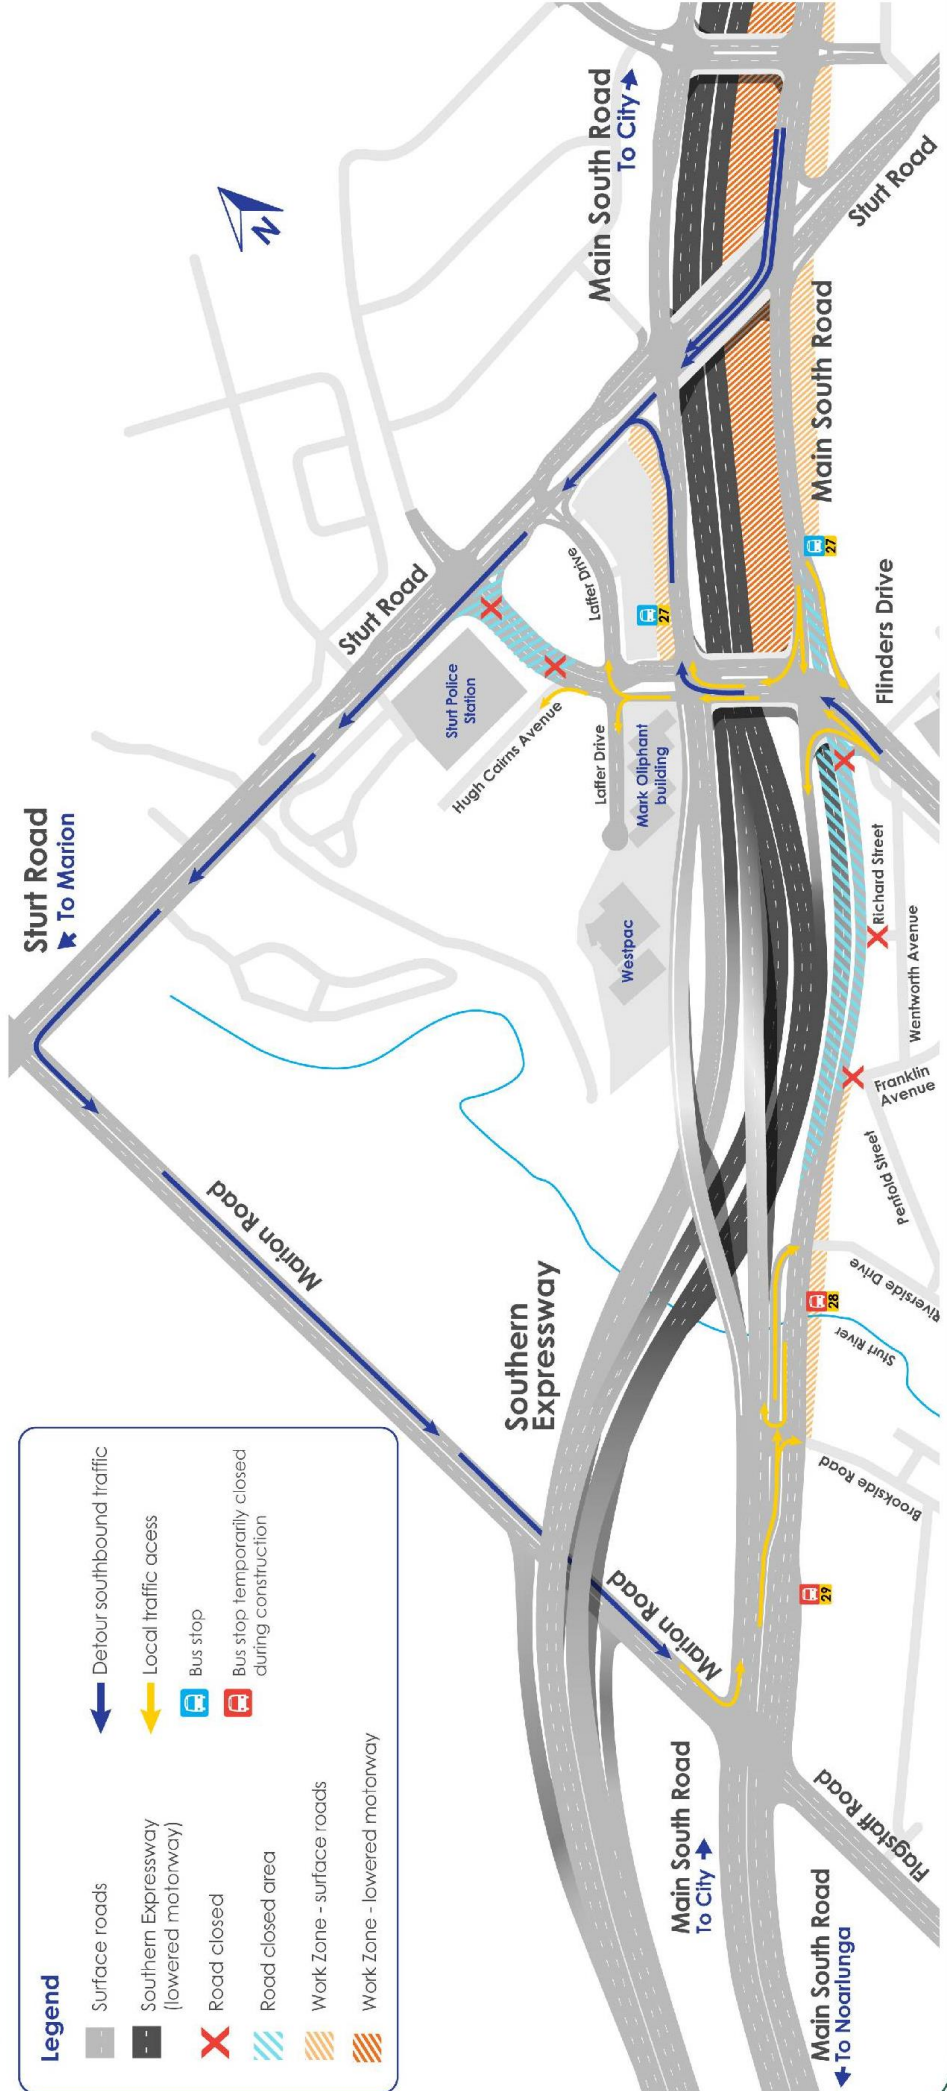 Legend
Surface roads
Southern Expressway
(lowered motorway)
Road closed
Road closed area
Work Zone - surface roads
Work Zone - lowered motorway
Detour southbound traffic
Local traffic acess
Bus stop
Bus stop temporarily closed
during construction
Sturt Road
To Marion
Marion Road
Southern
Expressway
Marion Road
Main South Road
To City
Main South Road
To Noarlunga
Flagstaff Road
29
Brookside Road
28
Sturt River
Riverside Drive
Penfold Street
Franklin
Avenue
Wentworth Avenue
Richard Street
Westpac
Mark Oliphant
building
Laffer Drive
Hugh Cairns Avenue
Sturt Police
Station
Sturt Road
Laffer Drive
27
27
Flinders Drive
Main South Road
Main South Road
To City
Sturt Road
N